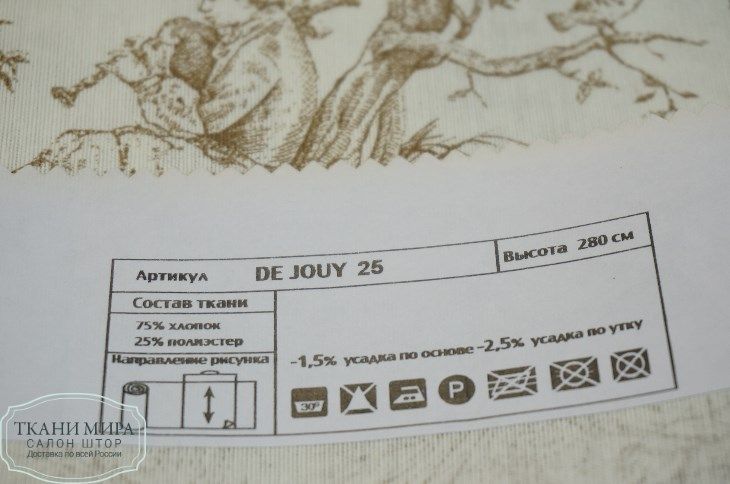 Артикул DE JOUY 25
Высота 280 см
Состав ткани
75% хлопок
25% полиэстер
Направление рисунка
-1,5% усадка по основе -2,5% усадка по утку
30°
P
ТКАНИ МИРА
САЛОН ШТОР
Доставка по всей России